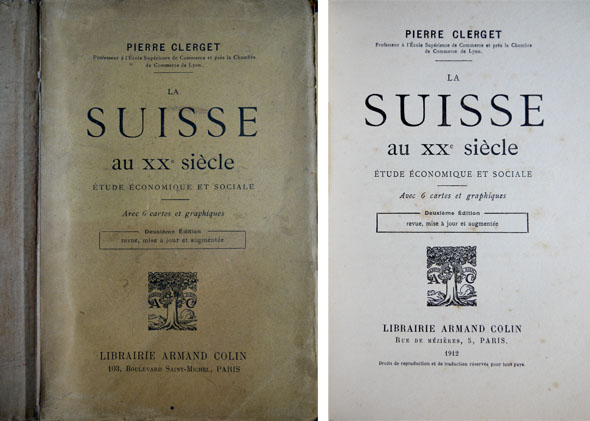 PIERRE CLERGET
Professeur à l'École Supérieure de Commerce et près la Chambre
de Commerce de Lyon.
LA
SUISSE
au XXe siècle
ÉTUDE ÉCONOMIQUE ET SOCIALE
Avec 6 cartes et graphiques
Deuxième Édition
revue, mise à jour et augmentée
A C
LIBRAIRIE ARMAND COLIN
103, BOULEVARD SAINT-MICHEL, PARIS
PIERRE CLERGET
Professeur à l'École Supérieure de Commerce et près la Chambre
de Commerce de Lyon.
LA
SUISSE
au XXe siècle
ÉTUDE ÉCONOMIQUE ET SOCIALE
Avec 6 cartes et graphiques
Deuxième Édition
revue, mise à jour et augmentée
A C
LIBRAIRIE ARMAND COLIN
RUE DE MÉZIÈRES, 5, PARIS.
1912
Droits de reproduction et de traduction réservés pour tout pays.